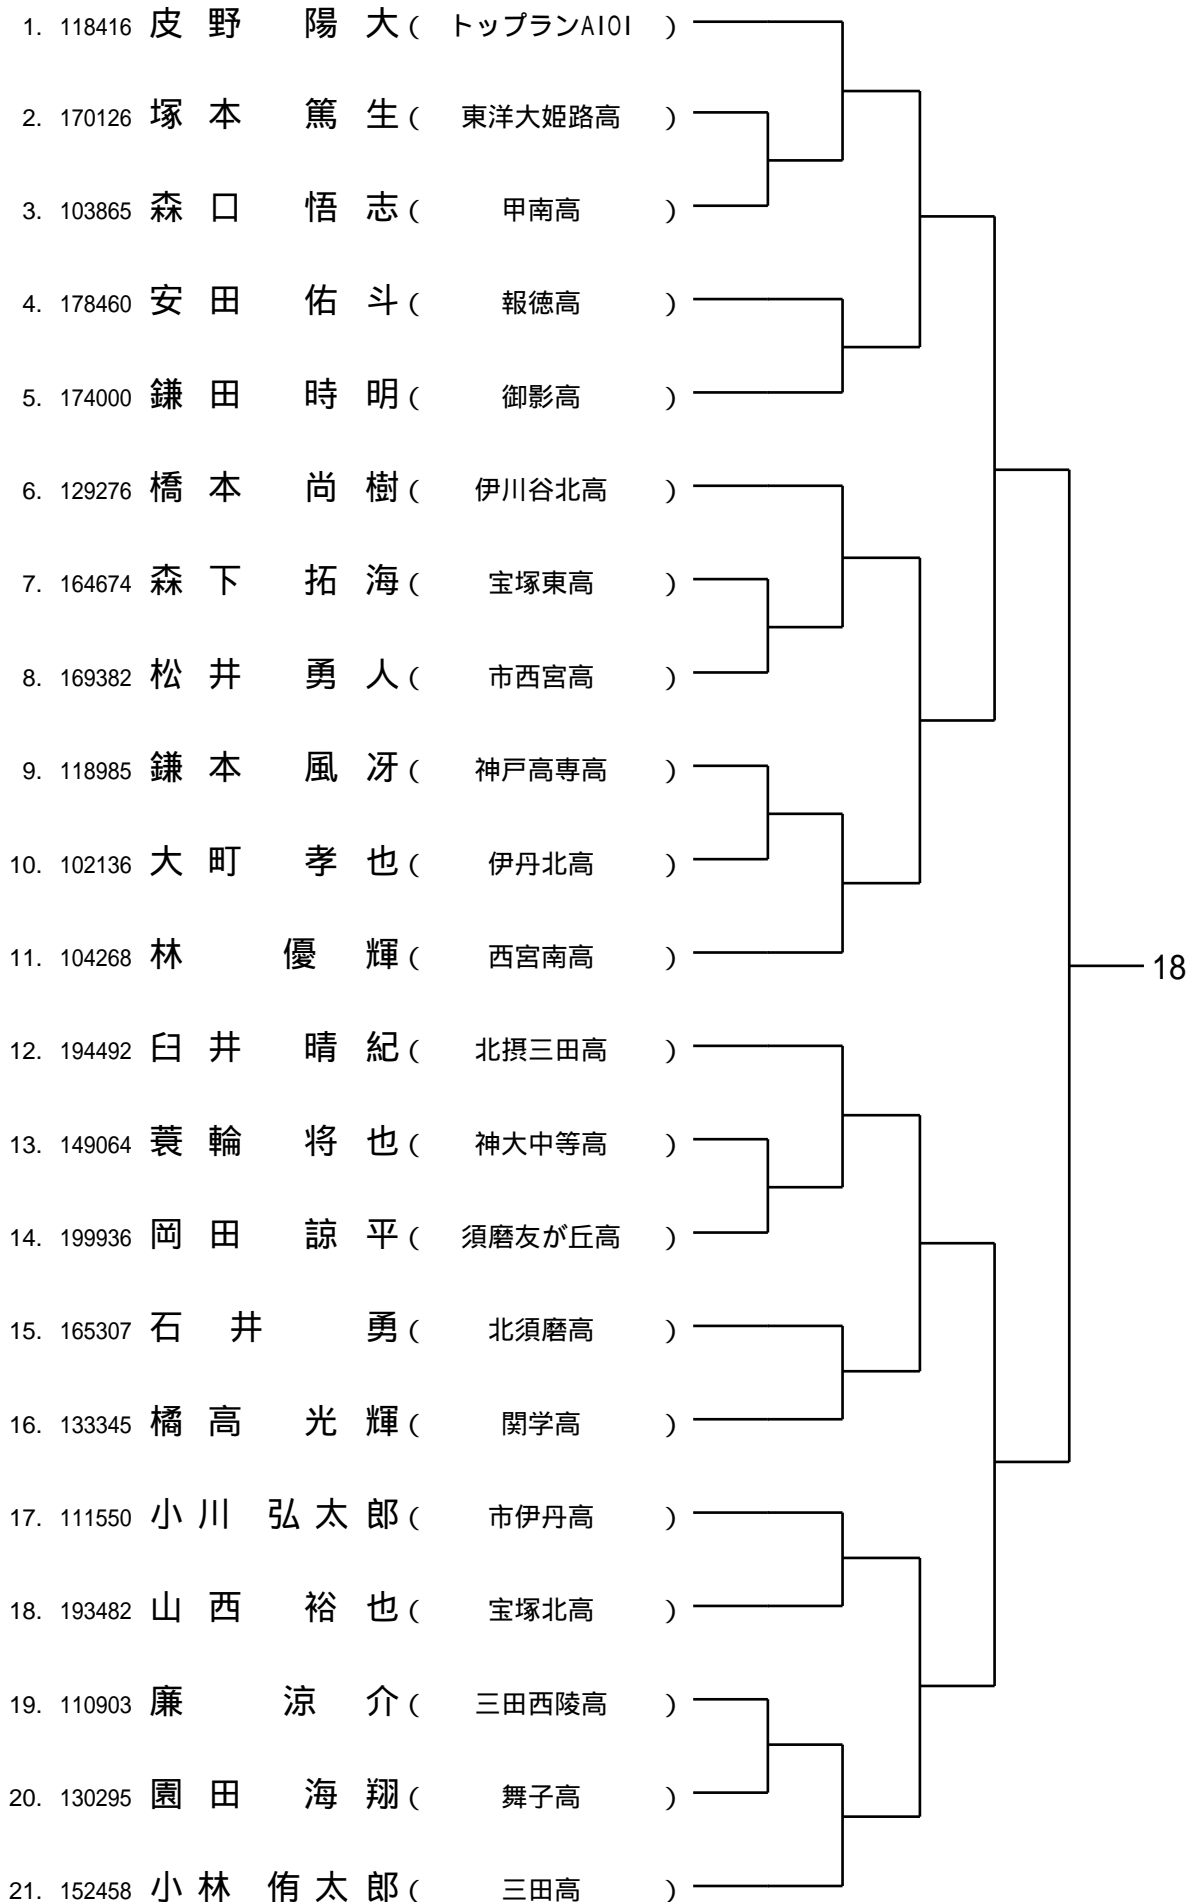 1. 118416 皮野 陽大 ( トップランAIOI )
2. 170126 塚本 篤生 ( 東洋大姫路高 )
3. 103865 森口 悟志 ( 甲南高 )
4. 178460 安田 佑斗 ( 報徳高 )
5. 174000 鎌田 時明 ( 御影高 )
6. 129276 橋本 尚樹 ( 伊川谷北高 )
7. 164674 森下 拓海 ( 宝塚東高 )
8. 169382 松井 勇人 ( 市西宮高 )
9. 118985 鎌本 風冴 ( 神戸高専高 )
10. 102136 大町 孝也 ( 伊丹北高 )
11. 104268 林 優輝 ( 西宮南高 )
18
12. 194492 臼井 晴紀 ( 北摂三田高 )
13. 149064 蓑輪 将也 ( 神大中等高 )
14. 199936 岡田 諒平 ( 須磨友が丘高 )
15. 165307 石井 勇 ( 北須磨高 )
16. 133345 橘高 光輝 ( 関学高 )
17. 111550 小川 弘太郎 ( 市伊丹高 )
18. 193482 山西 裕也 ( 宝塚北高 )
19. 110903 廉 涼介 ( 三田西陵高 )
20. 130295 園田 海翔 ( 舞子高 )
21. 152458 小林 侑太郎 ( 三田高 )